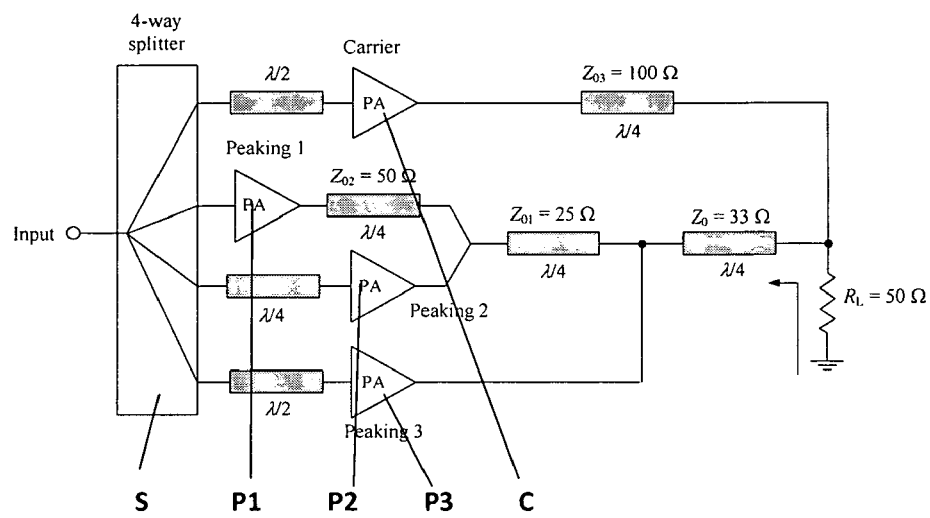 4-way
splitter
Carrier
λ/2
PA
Z03 = 100 Ω
λ/4
Peaking 1
PA
Z02 = 50 Ω
λ/4
Input
Z01 = 25 Ω
λ/4
Z0 = 33 Ω
λ/4
λ/4
PA
Peaking 2
RL = 50 Ω
λ/2
PA
Peaking 3
S
P1
P2
P3
C